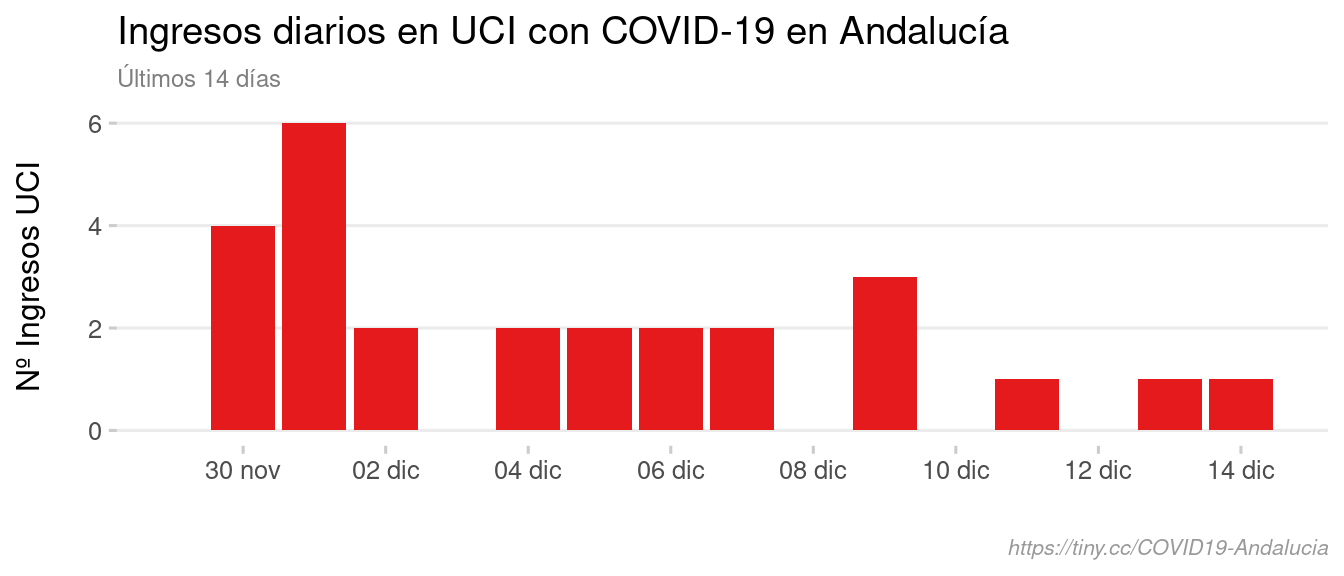 Ingresos diarios en UCI con COVID-19 en Andalucía
Últimos 14 días
Nº Ingresos UCI
6
4
2
0
30 nov 02 dic 04 dic 06 dic 08 dic 10 dic 12 dic 14 dic
https://tiny.cc/COVID19-Andalucia